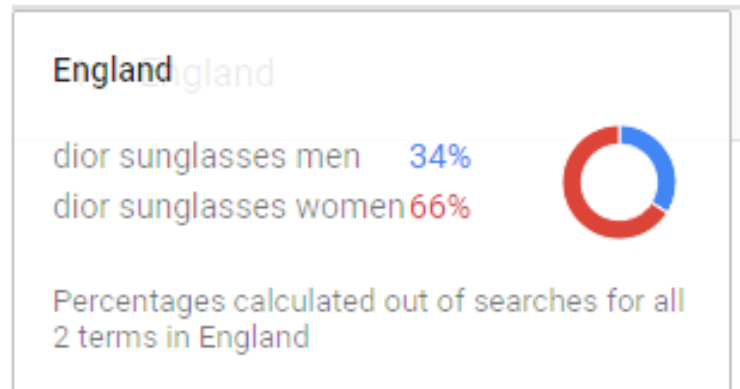 England
dior sunglasses men 34%
dior sunglasses women 66%
Percentages calculated out of searches for all
2 terms in England